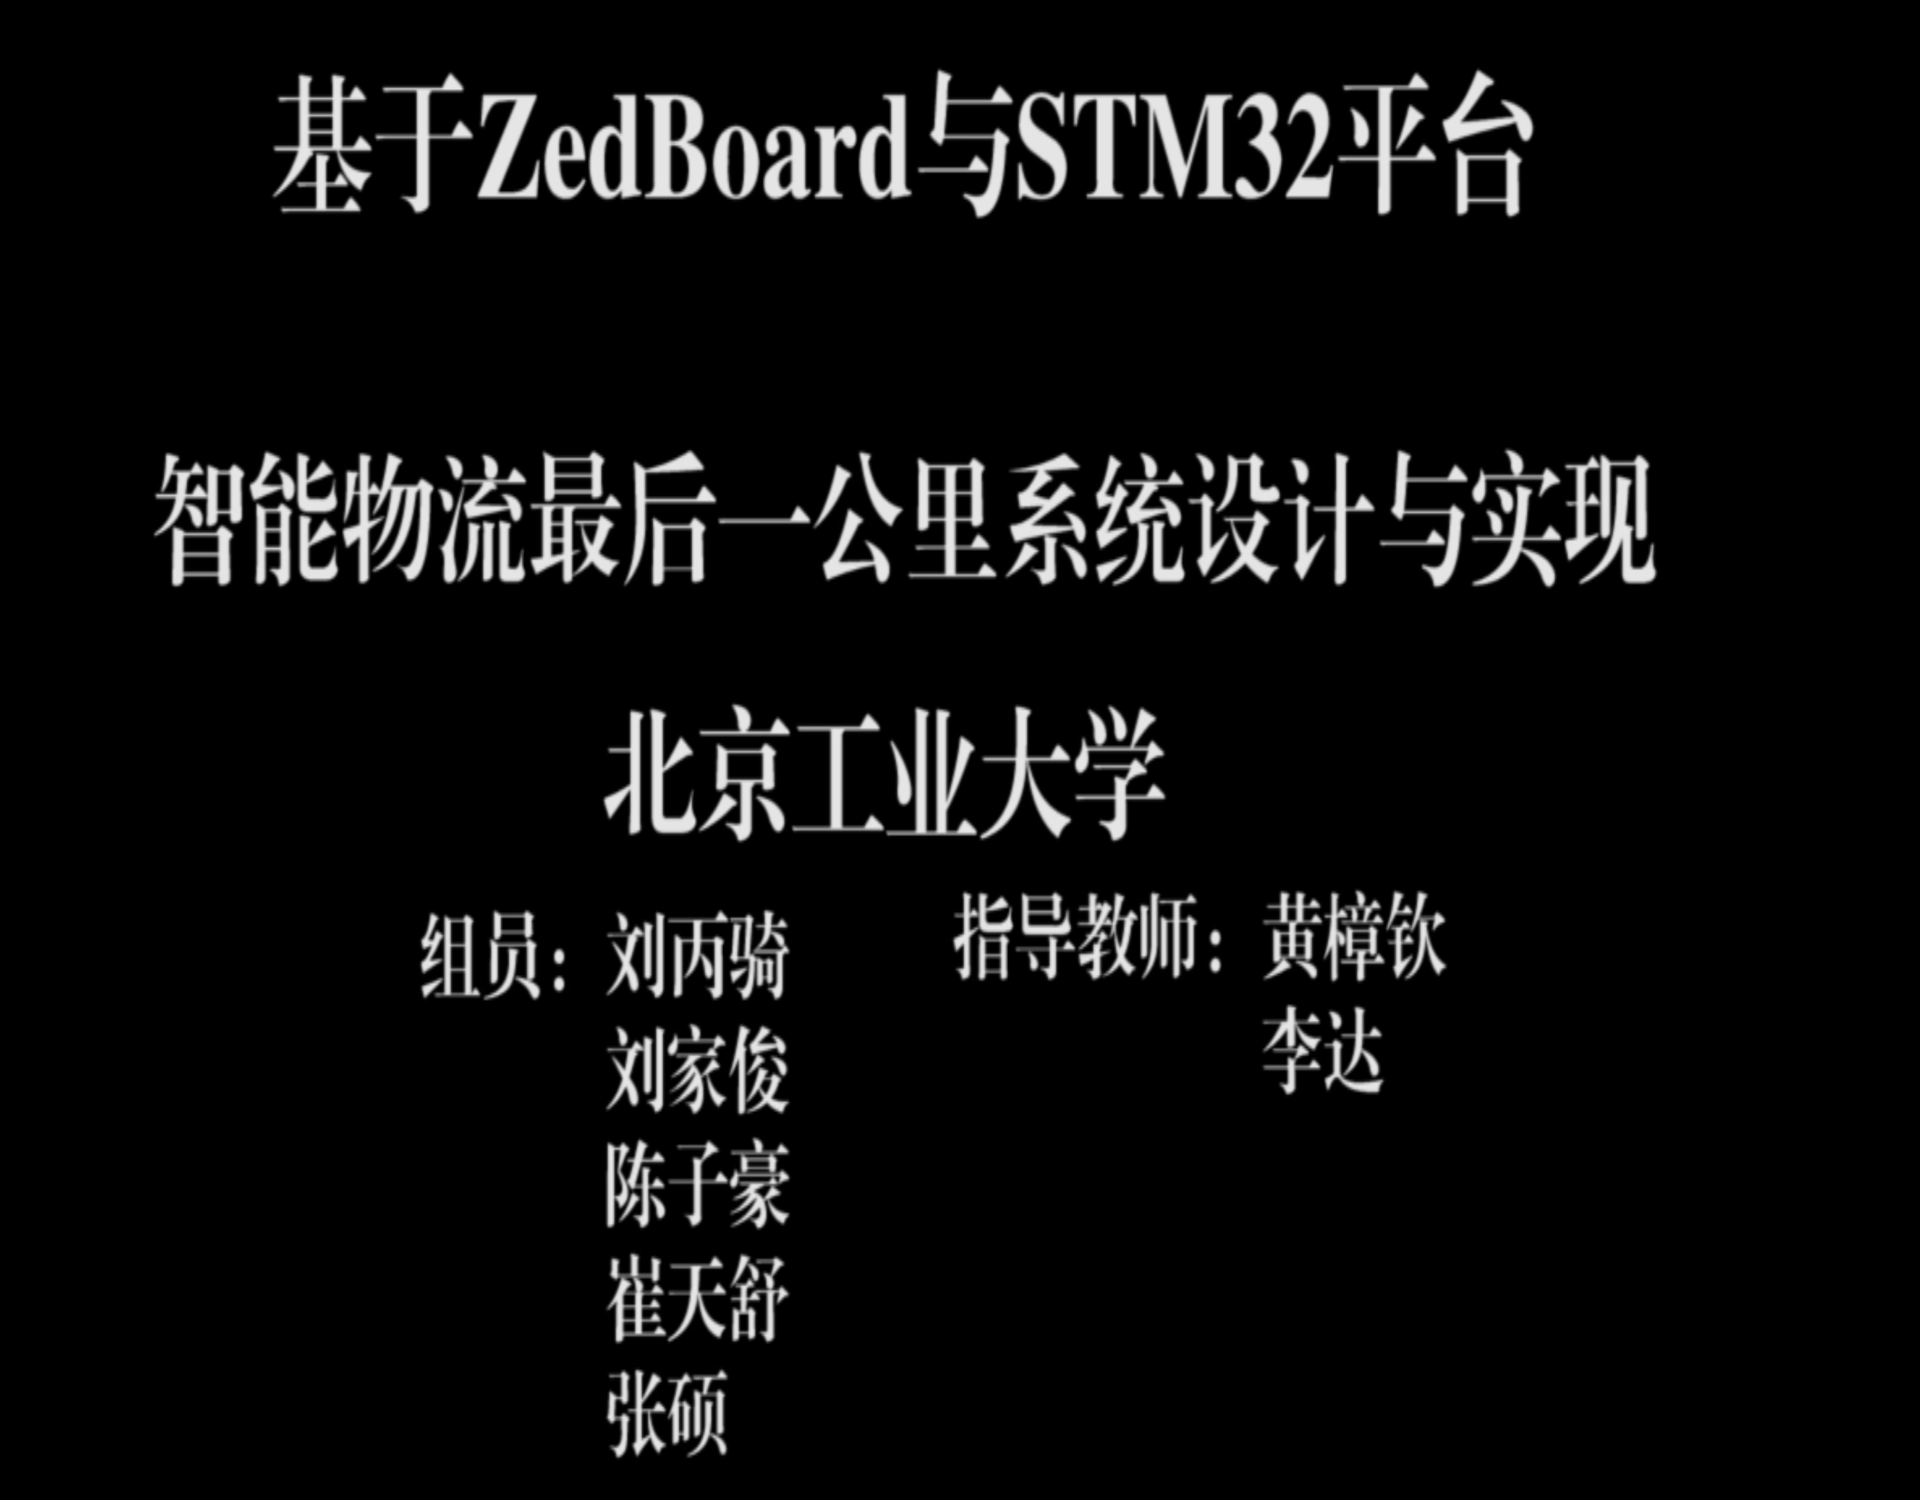 基于ZedBoard与STM32平台
智能物流最后一公里系统设计与实现
北京工业大学
组员：刘丙骑
刘家俊
陈子豪
崔天舒
张硕
指导教师：黄樟钦
李达